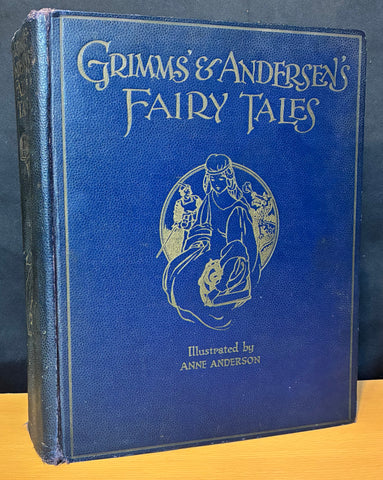 GRIMMS' & ANDERSEN'S
FAIRY TALES
Illustrated by
ANNE ANDERSON